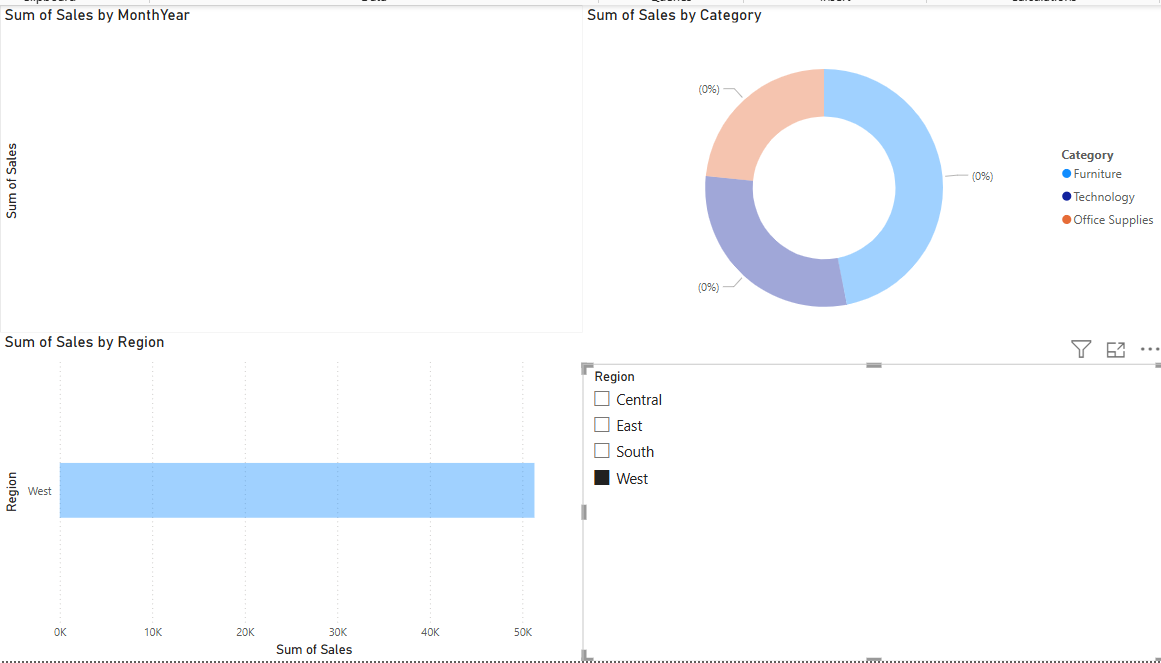 Sum of Sales by MonthYear
Sum of Sales
Sum of Sales by Category
(0%)
(0%)
(0%)
Category
Furniture
Technology
Office Supplies
Sum of Sales by Region
Region
West
0K 10K 20K 30K 40K 50K
Sum of Sales
Region
Central
East
South
West